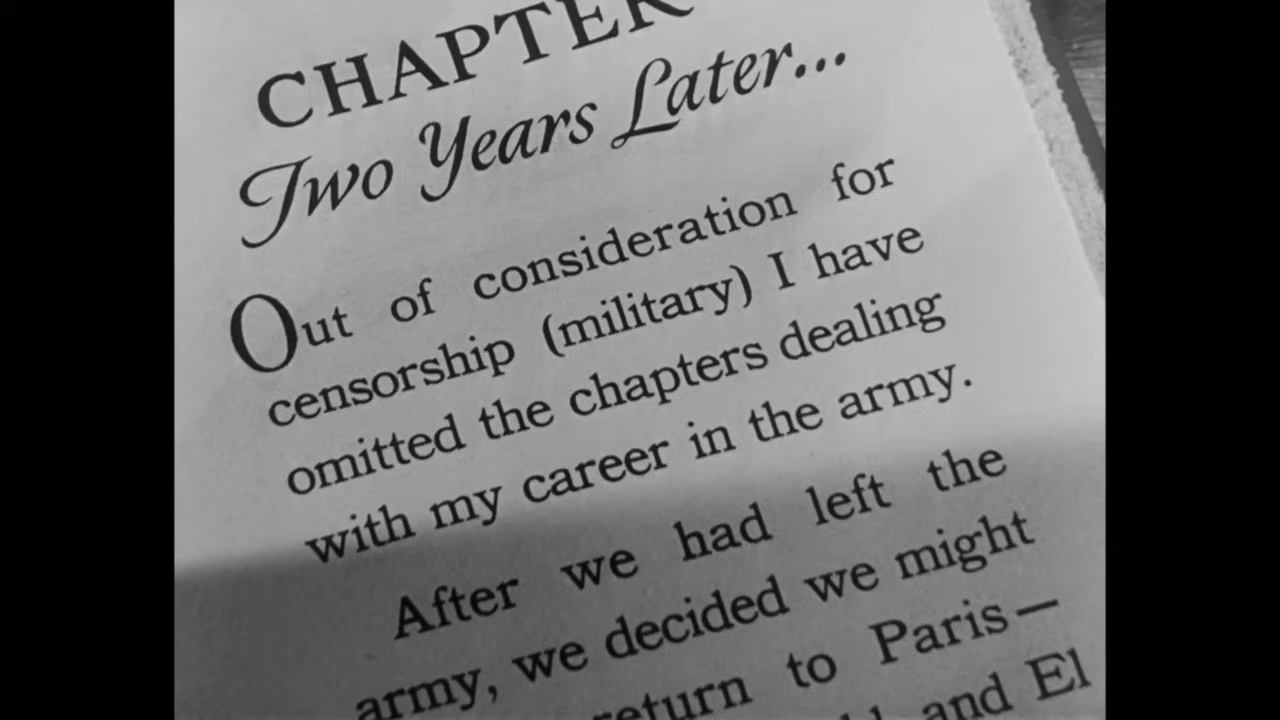 CHAPTER
Two Years Later...
Out of consideration for
censorship (military) I have
omitted the chapters dealing
with my career in the army.
After we had left the
army, we decided we might
return to Paris—
and El